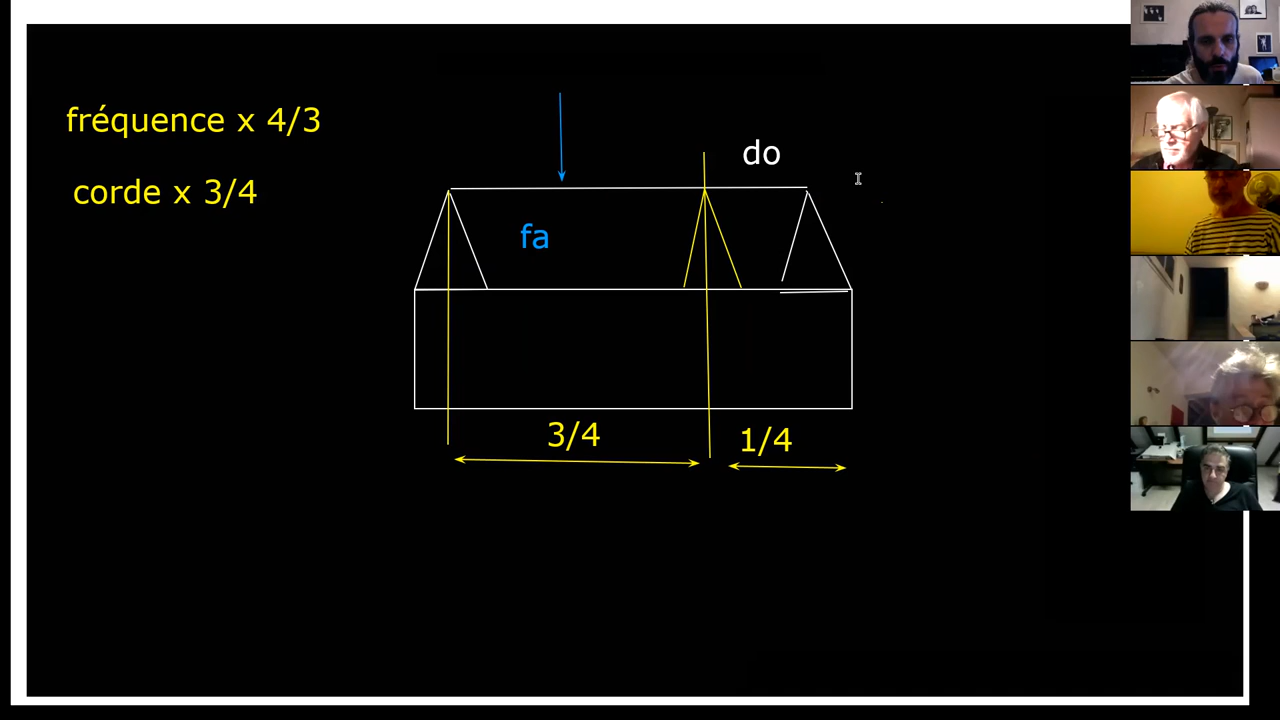 fréquence x 4/3
corde x 3/4
do
fa
3/4
1/4